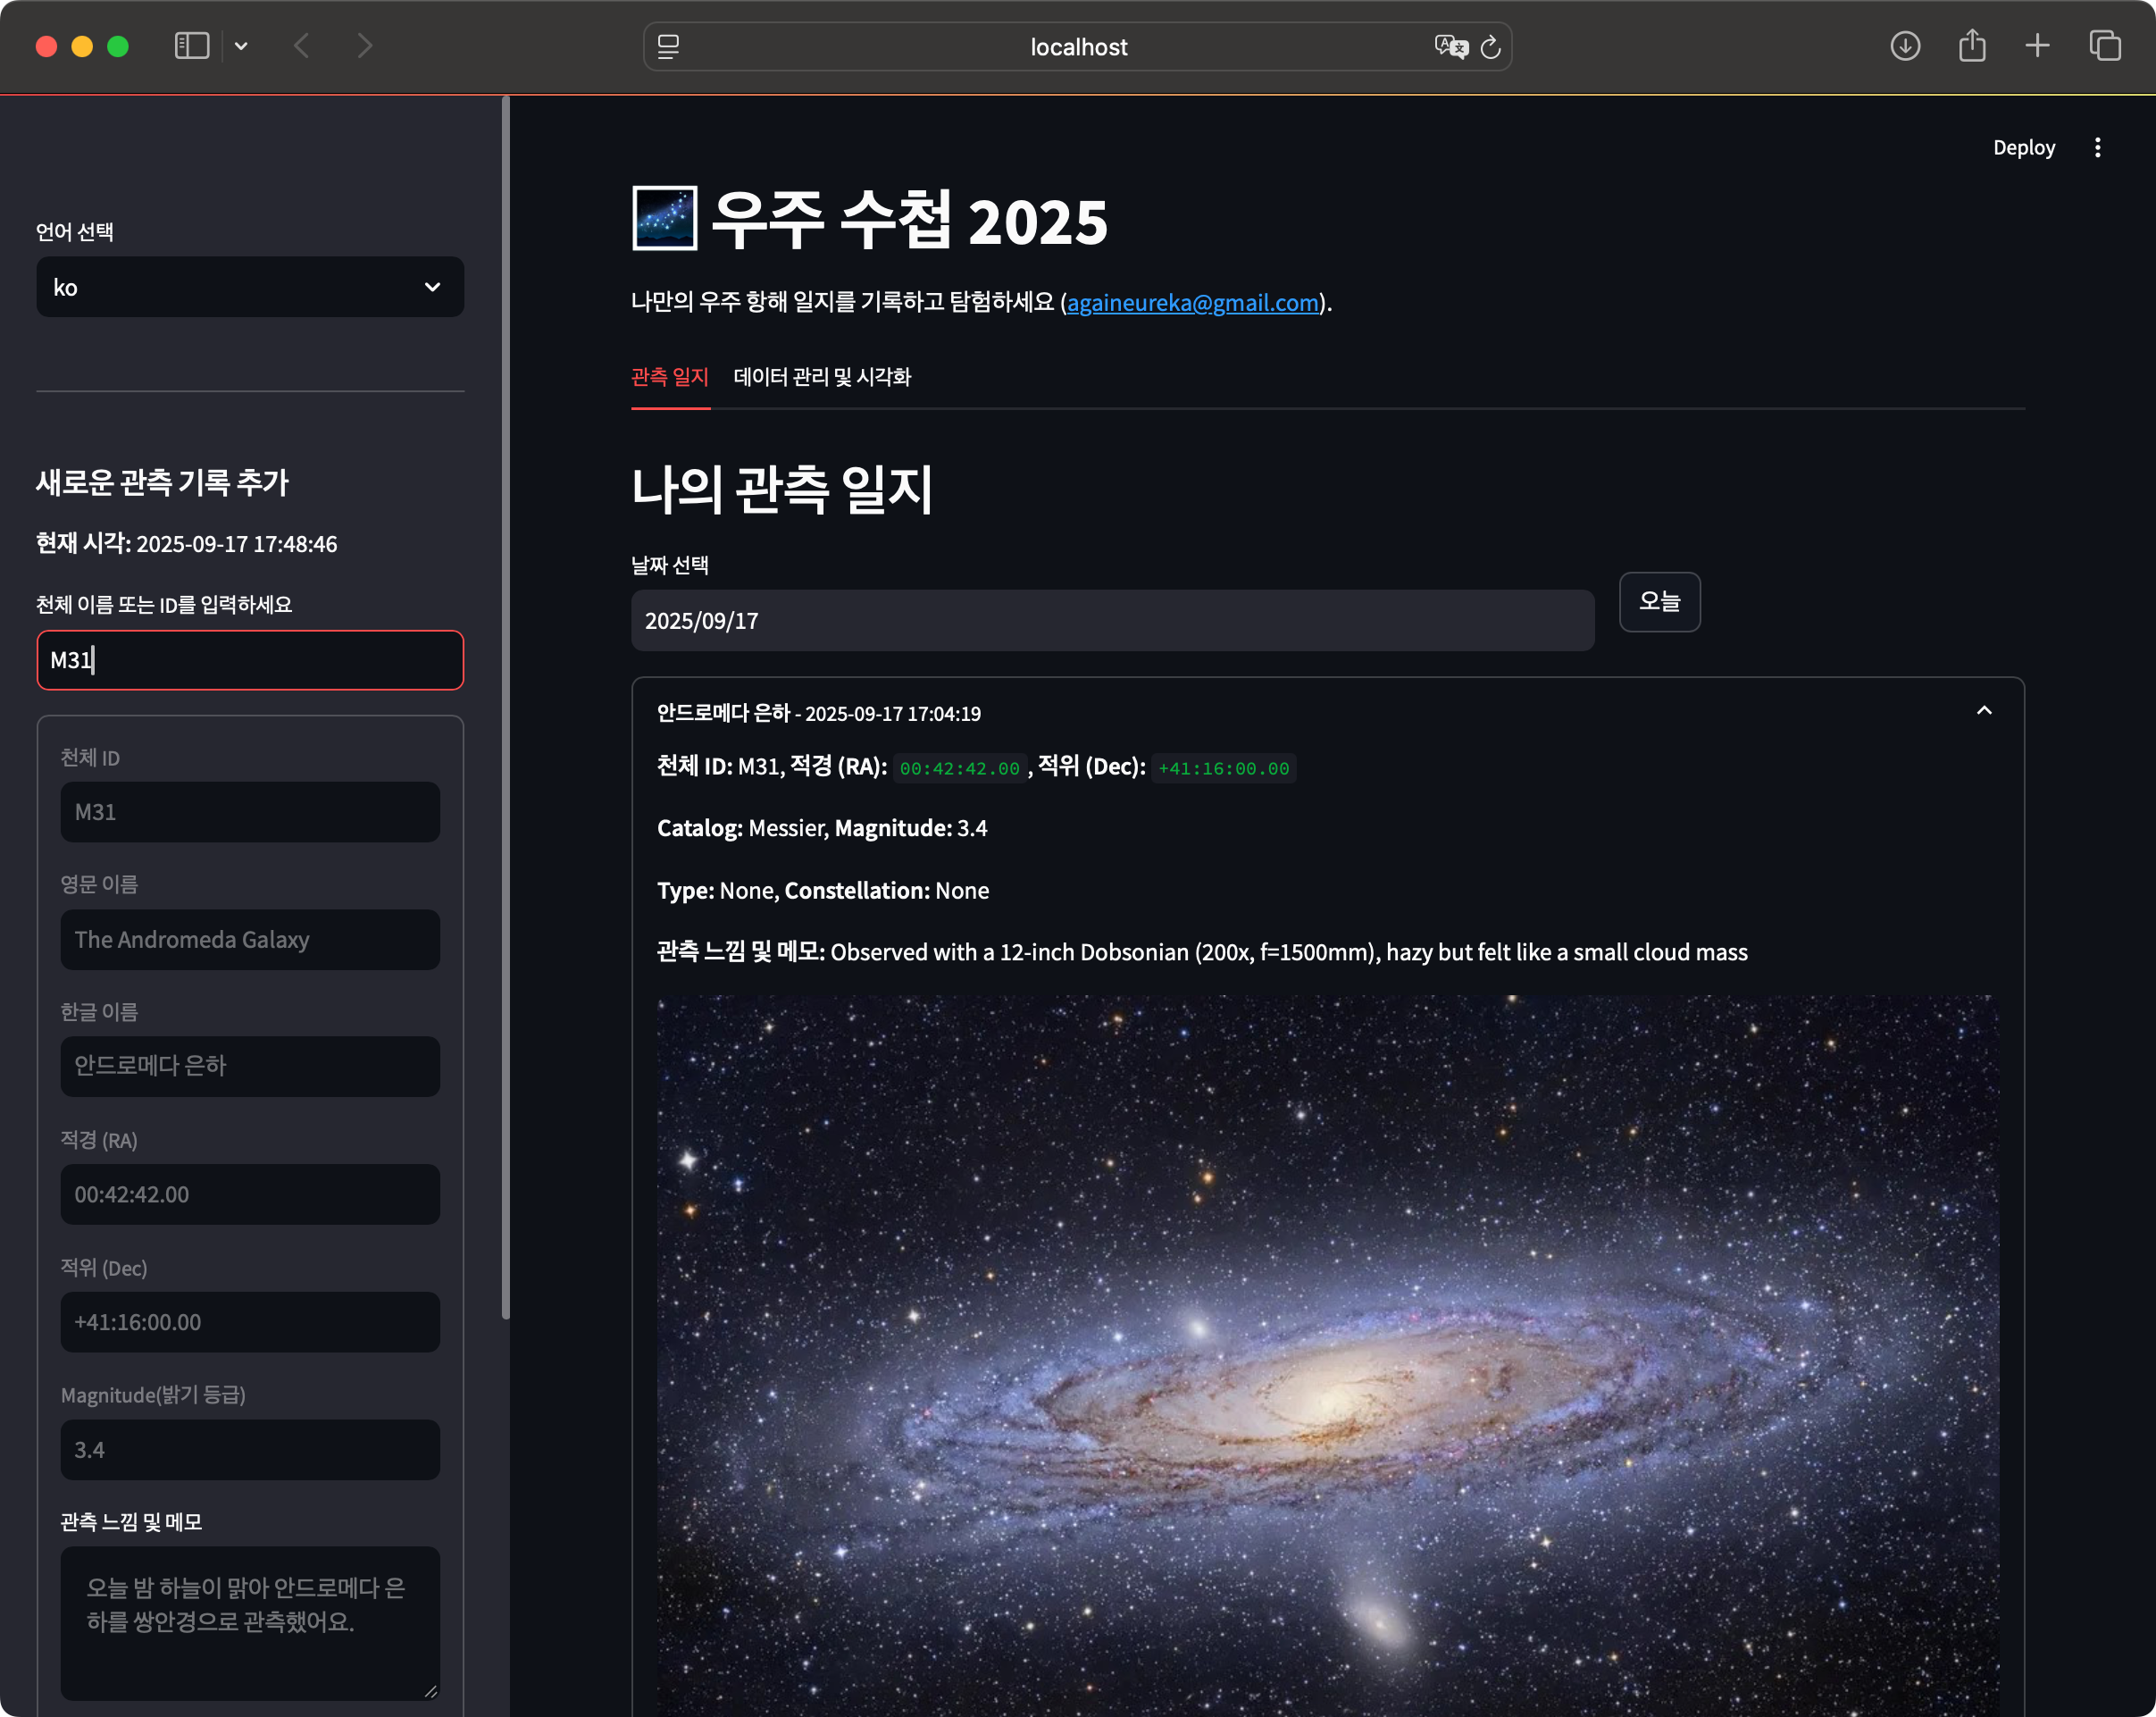 localhost
Deploy
언어 선택
ko
새로운 관측 기록 추가
현재 시각: 2025-09-17 17:48:46
천체 이름 또는 ID를 입력하세요
M31
천체 ID
M31
영문 이름
The Andromeda Galaxy
한글 이름
안드로메다 은하
적경 (RA)
00:42:42.00
적위 (Dec)
+41:16:00.00
Magnitude(밝기 등급)
3.4
관측 느낌 및 메모
오늘 밤 하늘이 맑아 안드로메다 은
하를 쌍안경으로 관측했어요.
우주 수첩 2025
나만의 우주 항해 일지를 기록하고 탐험하세요 (againeureka@gmail.com).
관측 일지 데이터 관리 및 시각화
나의 관측 일지
날짜 선택
2025/09/17
오늘
안드로메다 은하 - 2025-09-17 17:04:19
천체 ID: M31, 적경 (RA): 00:42:42.00 , 적위 (Dec): +41:16:00.00
Catalog: Messier, Magnitude: 3.4
Type: None, Constellation: None
관측 느낌 및 메모: Observed with a 12-inch Dobsonian (200x, f=1500mm), hazy but felt like a small cloud mass